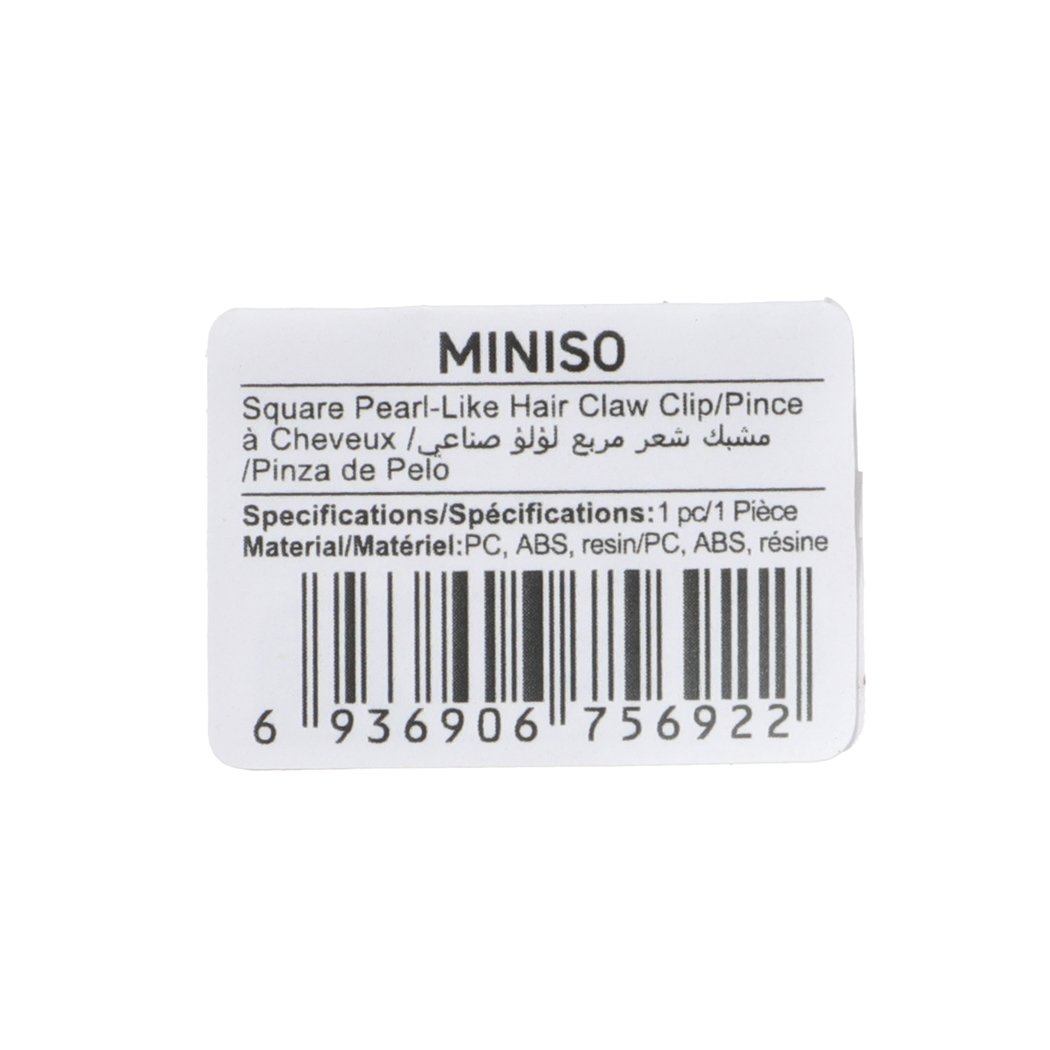 MINISO
Square Pearl-Like Hair Claw Clip/Pince
à Cheveux /مشبك شعر مربع لؤلؤ صناعي
/Pinza de Pelo
Specifications/Spécifications:1 pc/1 Pièce
Material/Matériel:PC, ABS, resin/PC, ABS, résine
6 936906 756922